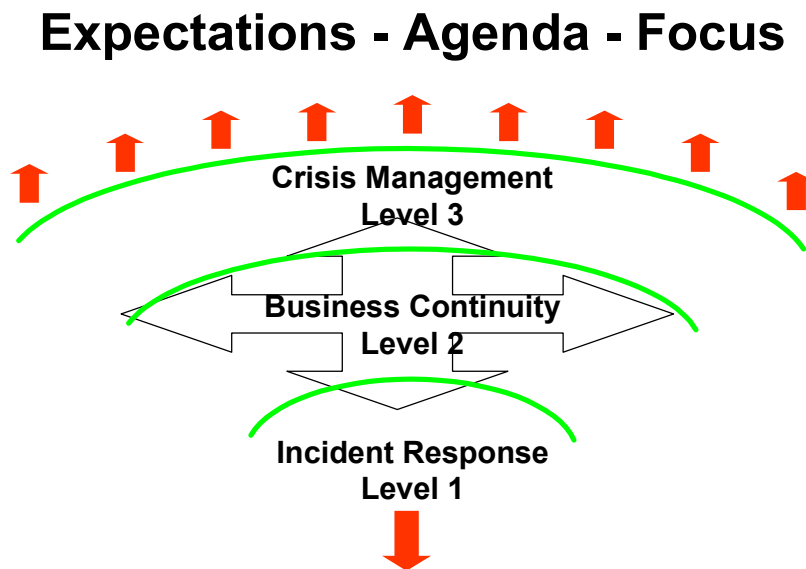 Expectations - Agenda - Focus
Crisis Management
Level 3
Business Continuity
Level 2
Incident Response
Level 1